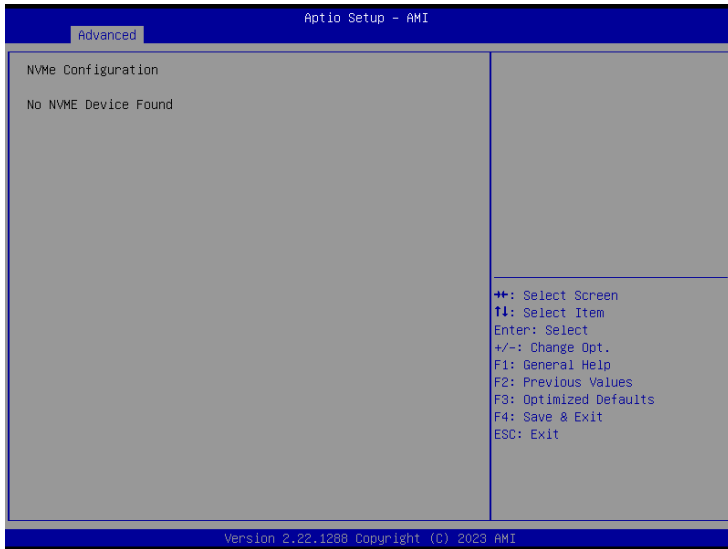 Aptio Setup – AMI
Advanced
NVMe Configuration
No NVME Device Found
→←: Select Screen
↑↓: Select Item
Enter: Select
+/-: Change Opt.
F1: General Help
F2: Previous Values
F3: Optimized Defaults
F4: Save & Exit
ESC: Exit
Version 2.22.1288 Copyright (C) 2023 AMI